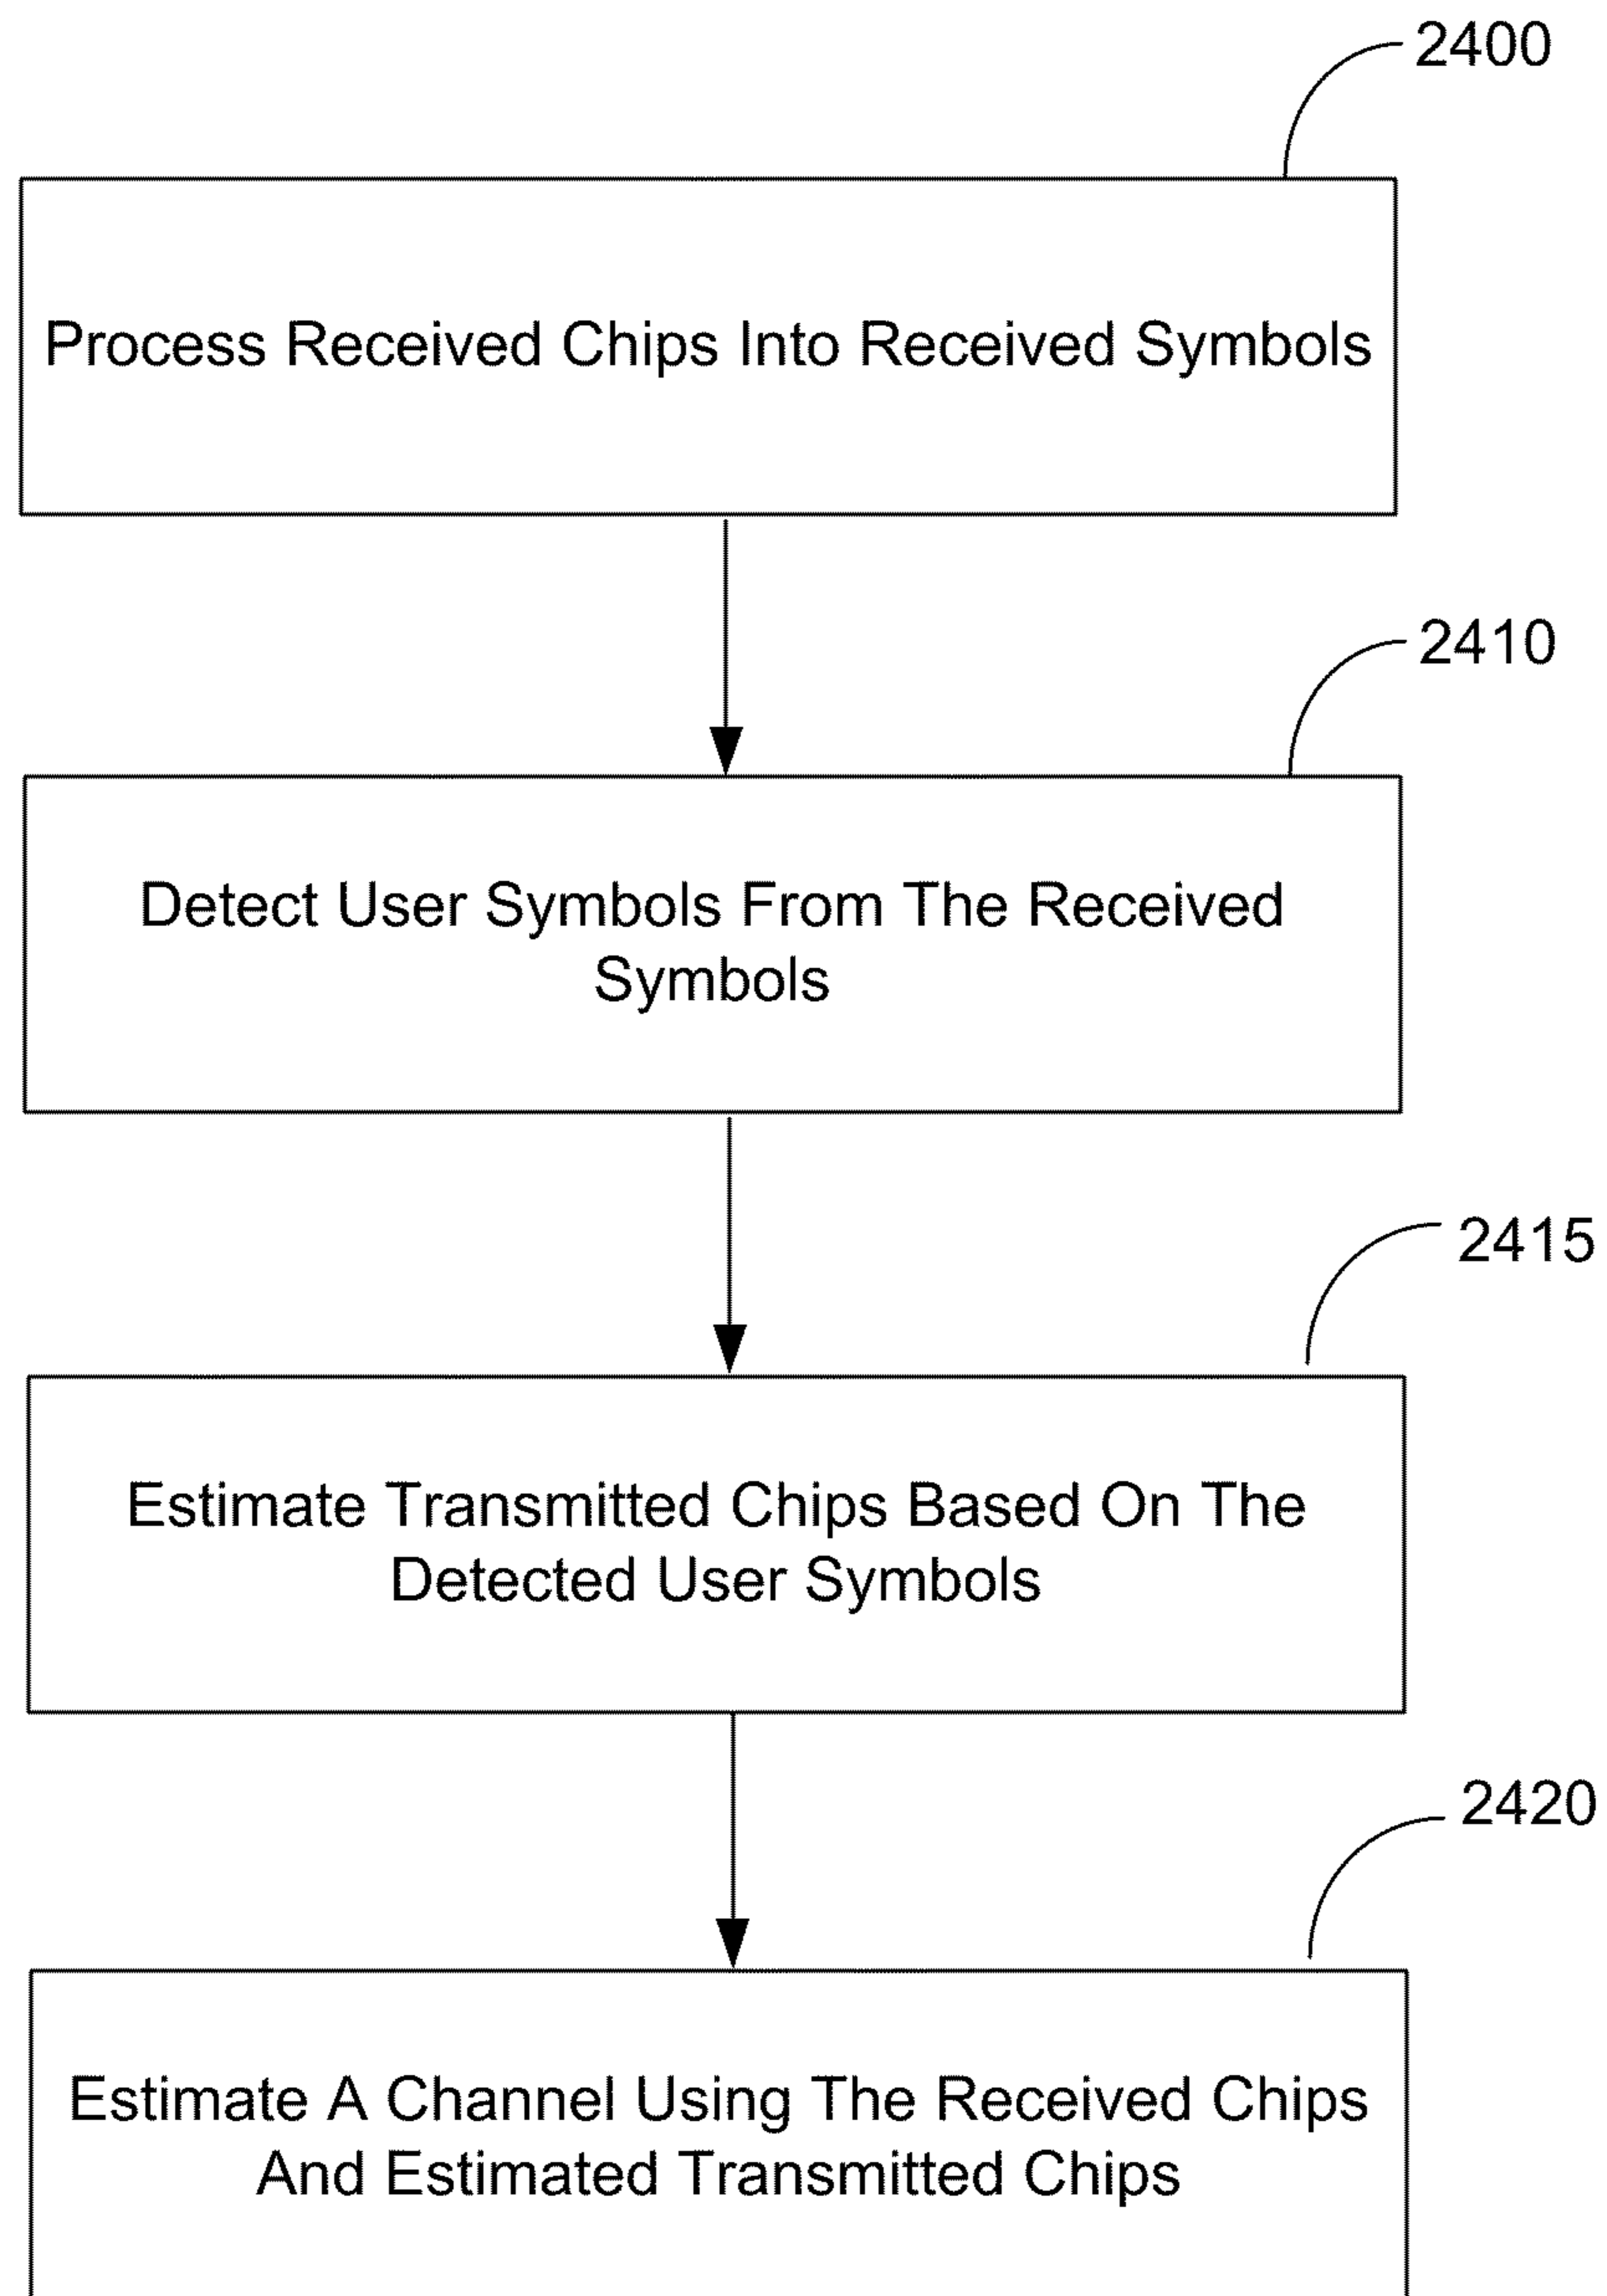 2400
Process Received Chips Into Received Symbols
2410
Detect User Symbols From The Received
Symbols
2415
Estimate Transmitted Chips Based On The
Detected User Symbols
2420
Estimate A Channel Using The Received Chips
And Estimated Transmitted Chips